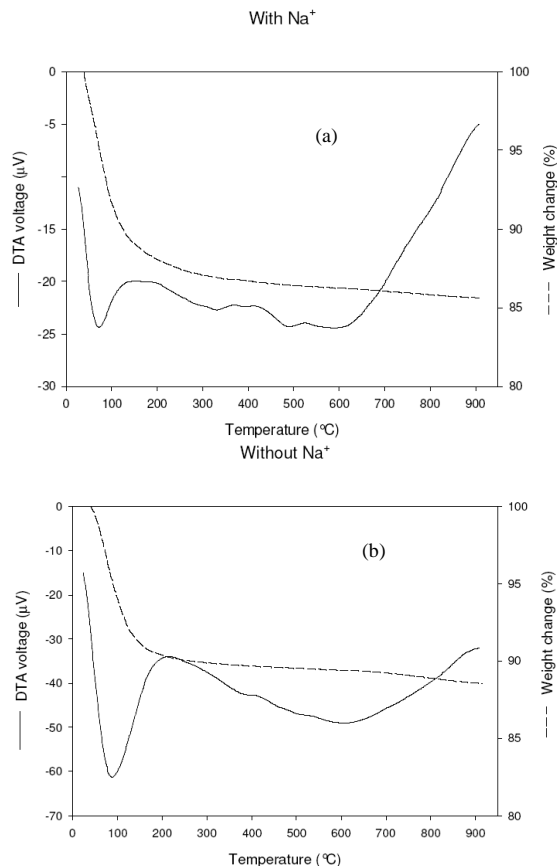 With Na⁺
(a)
0
-5
-10
-15
-20
-25
-30
DTA voltage (µV)
100
95
90
85
80
Weight change (%)
0 100 200 300 400 500 600 700 800 900
Temperature (°C)
Without Na⁺
(b)
0
-10
-20
-30
-40
-50
-60
-70
DTA voltage (µV)
100
95
90
85
80
Weight change (%)
0 100 200 300 400 500 600 700 800 900
Temperature (°C)